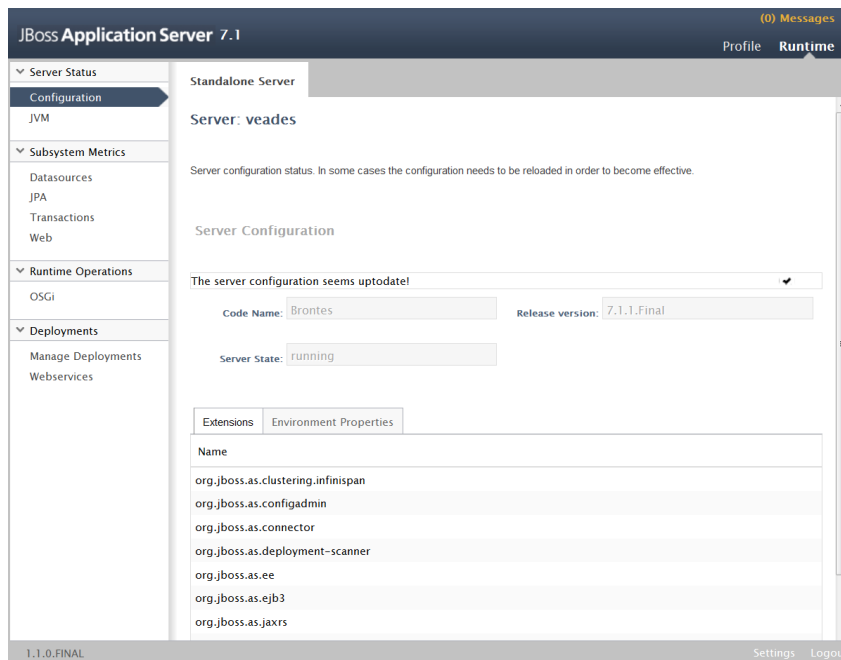 (0) Messages
JBoss Application Server 7.1
Profile Runtime
Server Status
Configuration
JVM
Subsystem Metrics
Datasources
JPA
Transactions
Web
Runtime Operations
OSGi
Deployments
Manage Deployments
Webservices
Standalone Server
Server: veades
Server configuration status. In some cases the configuration needs to be reloaded in order to become effective.
Server Configuration
The server configuration seems uptodate!
Code Name: Brontes Release version: 7.1.1.Final
Server State: running
Extensions Environment Properties
Name
org.jboss.as.clustering.infinispan
org.jboss.as.configadmin
org.jboss.as.connector
org.jboss.as.deployment-scanner
org.jboss.as.ee
org.jboss.as.ejb3
org.jboss.as.jaxrs
1.1.0.FINAL Settings Logou